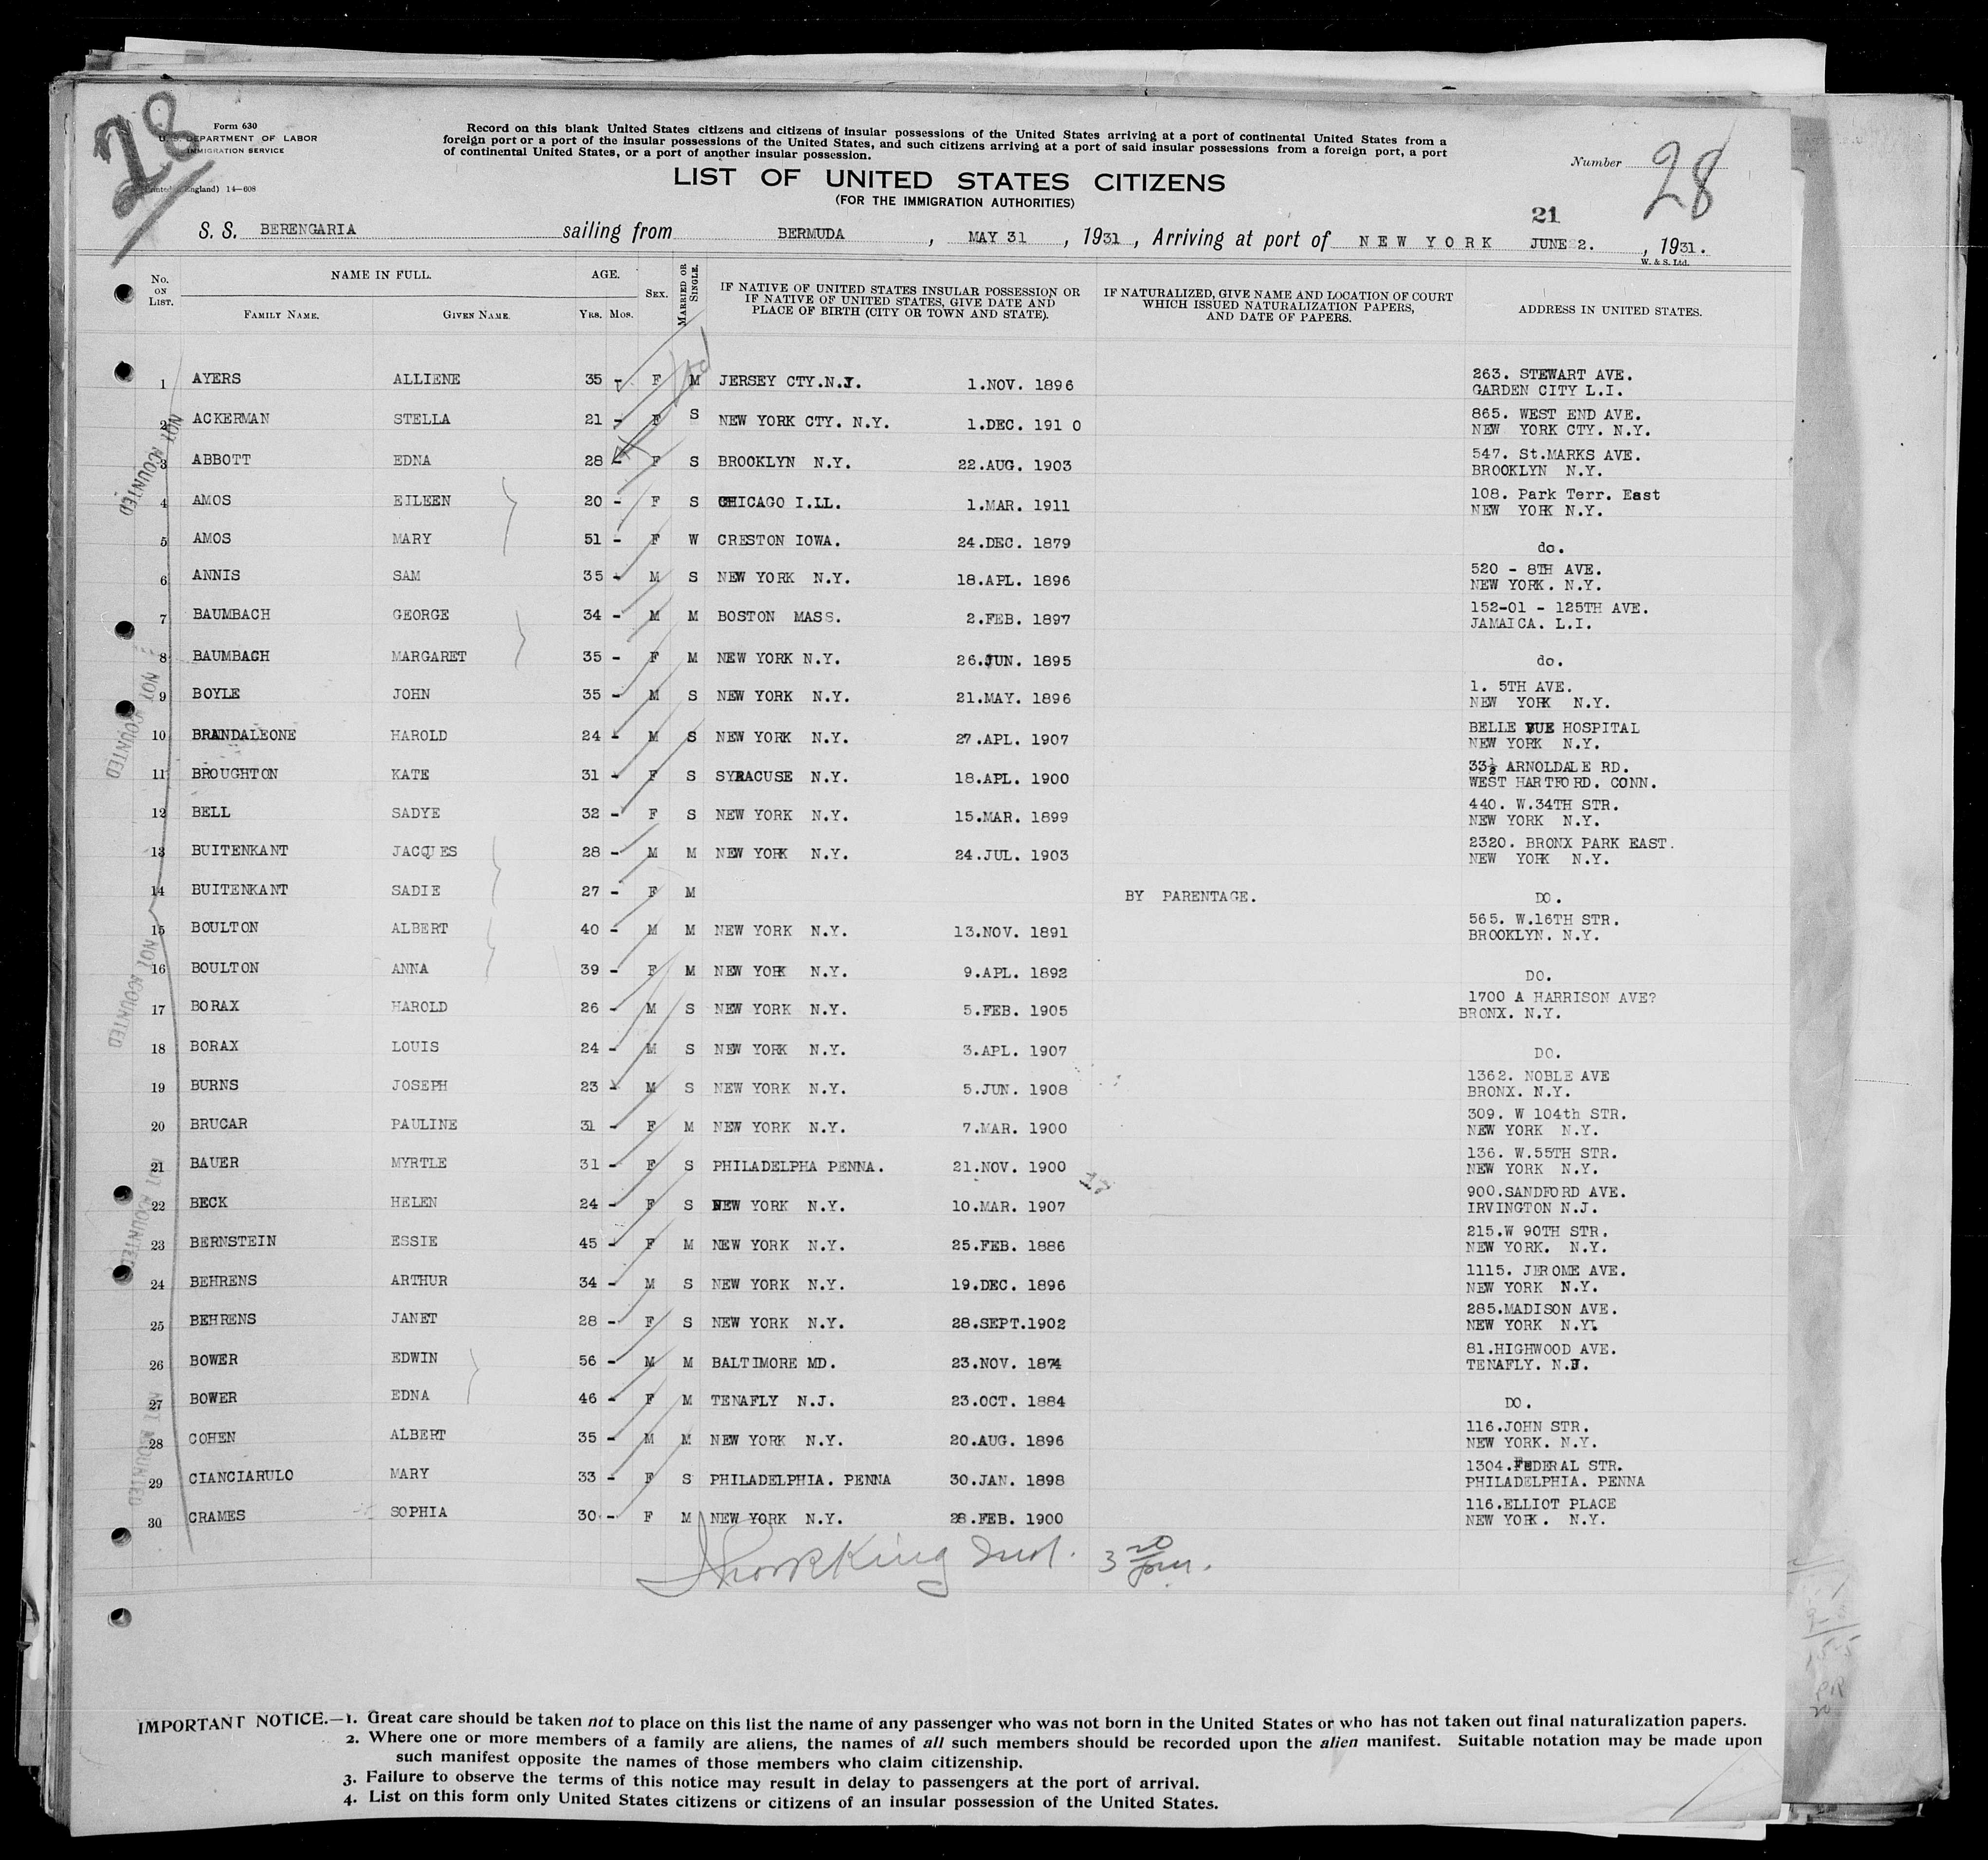 28
Form 630
U. S. DEPARTMENT OF LABOR
IMMIGRATION SERVICE
(Printed in England) 14—608
Record on this blank United States citizens and citizens of insular possessions of the United States arriving at a port of continental United States from a
foreign port or a port of the insular possessions of the United States, and such citizens arriving at a port of said insular possessions from a foreign port, a port
of continental United States, or a port of another insular possession.
Number 28
LIST OF UNITED STATES CITIZENS
(FOR THE IMMIGRATION AUTHORITIES)
21
S. S. BERENGARIA sailing from BERMUDA, MAY 31, 1931, Arriving at port of NEW YORK JUNE 2., 1931.
W. & S. Ltd.
No. ON LIST. NAME IN FULL. FAMILY NAME. GIVEN NAME. AGE. YRS. MOS. SEX. MARRIED OR SINGLE. IF NATIVE OF UNITED STATES INSULAR POSSESSION OR IF NATIVE OF UNITED STATES, GIVE DATE AND PLACE OF BIRTH (CITY OR TOWN AND STATE). IF NATURALIZED, GIVE NAME AND LOCATION OF COURT WHICH ISSUED NATURALIZATION PAPERS, AND DATE OF PAPERS. ADDRESS IN UNITED STATES.
1 AYERS ALLIENE 35 - F M JERSEY CTY.N.J. 1.NOV. 1896 263. STEWART AVE. GARDEN CITY L.I.
2 ACKERMAN STELLA 21 - F S NEW YORK CTY. N.Y. 1.DEC. 191 0 865. WEST END AVE. NEW YORK CTY. N.Y.
3 ABBOTT EDNA 28 - F S BROOKLYN N.Y. 22.AUG. 1903 547. St.MARKS AVE. BROOKLYN N.Y.
4 AMOS EILEEN 20 - F S CHICAGO I.LL. 1.MAR. 1911 108. Park Terr. East NEW YORK N.Y.
5 AMOS MARY 51 - F W CRESTON IOWA. 24.DEC. 1879 do.
6 ANNIS SAM 35 - M S NEW YORK N.Y. 18.APL. 1896 520 - 8TH AVE. NEW YORK. N.Y.
7 BAUMBACH GEORGE 34 - M M BOSTON MASS. 2.FEB. 1897 152-01 - 125TH AVE. JAMAICA. L.I.
8 BAUMBACH MARGARET 35 - F M NEW YORK N.Y. 26.JUN. 1895 do.
9 BOYLE JOHN 35 - M S NEW YORK N.Y. 21.MAY. 1896 1. 5TH AVE. NEW YORK N.Y.
10 BRANDALEONE HAROLD 24 - M S NEW YORK N.Y. 27.APL. 1907 BELLE VUE HOSPITAL NEW YORK N.Y.
11 BROUGHTON KATE 31 - F S SYRACUSE N.Y. 18.APL. 1900 33½ ARNOLDALE RD. WEST HARTFORD. CONN.
12 BELL SADYE 32 - F S NEW YORK N.Y. 15.MAR. 1899 440. W.34TH STR. NEW YORK N.Y.
13 BUITENKANT JACQUES 28 - M M NEW YORK N.Y. 24.JUL. 1903 2320. BRONX PARK EAST. NEW YORK N.Y.
14 BUITENKANT SADIE 27 - F M BY PARENTAGE. DO.
15 BOULTON ALBERT 40 - M M NEW YORK N.Y. 13.NOV. 1891 565. W.16TH STR. BROOKLYN. N.Y.
16 BOULTON ANNA 39 - F M NEW YORK N.Y. 9.APL. 1892 DO.
17 BORAX HAROLD 26 - M S NEW YORK N.Y. 5.FEB. 1905 1700 A HARRISON AVE? BRONX. N.Y.
18 BORAX LOUIS 24 - M S NEW YORK N.Y. 3.APL. 1907 DO.
19 BURNS JOSEPH 23 - M S NEW YORK N.Y. 5.JUN. 1908 1362. NOBLE AVE BRONX. N.Y.
20 BRUCAR PAULINE 31 - F M NEW YORK N.Y. 7.MAR. 1900 309. W 104th STR. NEW YORK N.Y.
21 BAUER MYRTLE 31 - F S PHILADELPHA PENNA. 21.NOV. 1900 136. W.55TH STR. NEW YORK N.Y.
22 BECK HELEN 24 - F S NEW YORK N.Y. 10.MAR. 1907 900.SANDFORD AVE. IRVINGTON N.J.
23 BERNSTEIN ESSIE 45 - F M NEW YORK N.Y. 25.FEB. 1886 215.W 90TH STR. NEW YORK. N.Y.
24 BEHRENS ARTHUR 34 - M S NEW YORK N.Y. 19.DEC. 1896 1115. JEROME AVE. NEW YORK N.Y.
25 BEHRENS JANET 28 - F S NEW YORK N.Y. 28.SEPT.1902 285.MADISON AVE. NEW YORK N.Y.
26 BOWER EDWIN 56 - M M BALTIMORE MD. 23.NOV. 1874 81.HIGHWOOD AVE. TENAFLY. N.J.
27 BOWER EDNA 46 - F M TENAFLY N.J. 23.OCT. 1884 DO.
28 COHEN ALBERT 35 - M M NEW YORK N.Y. 20.AUG. 1896 116.JOHN STR. NEW YORK. N.Y.
29 CIANCIARULO MARY 33 - F S PHILADELPHIA. PENNA 30.JAN. 1898 1304.FEDERAL STR. PHILADELPHIA. PENNA
30 CRAMES SOPHIA 30 - F M NEW YORK N.Y. 28.FEB. 1900 116.ELLIOT PLACE NEW YORK. N.Y.
NOT ACOUNTED
NOT ACOUNTED
NOT ACOUNTED
NOT ACOUNTED
NOT ACOUNTED
King 3 20 pm.
IMPORTANT NOTICE.—1. Great care should be taken not to place on this list the name of any passenger who was not born in the United States or who has not taken out final naturalization papers.
2. Where one or more members of a family are aliens, the names of all such members should be recorded upon the alien manifest. Suitable notation may be made upon
such manifest opposite the names of those members who claim citizenship.
3. Failure to observe the terms of this notice may result in delay to passengers at the port of arrival.
4. List on this form only United States citizens or citizens of an insular possession of the United States.